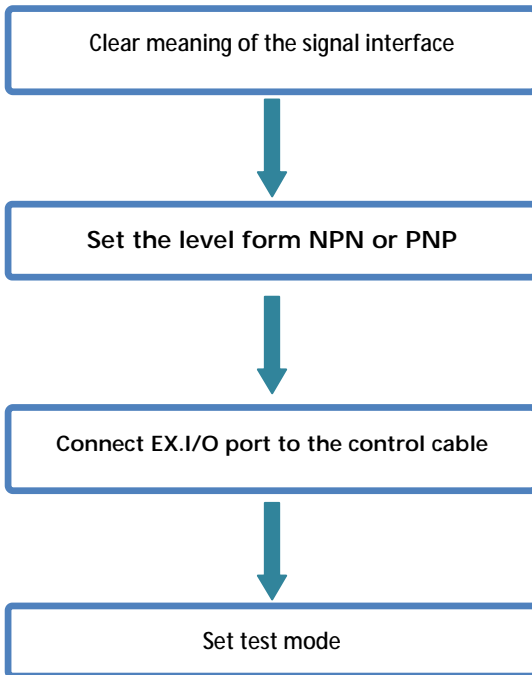 Clear meaning of the signal interface
Set the level form NPN or PNP
Connect EX.I/O port to the control cable
Set test mode